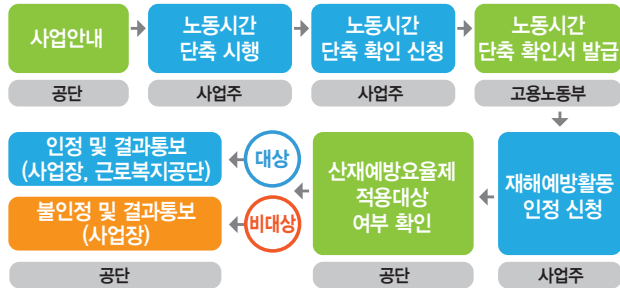 사업안내
노동시간
단축 시행
노동시간
단축 확인 신청
노동시간
단축 확인서 발급
공단
사업주
사업주
고용노동부
재해예방활동
인정 신청
사업주
산재예방요율제
적용대상
여부 확인
공단
대상
인정 및 결과통보
(사업장, 근로복지공단)
비대상
불인정 및 결과통보
(사업장)
공단